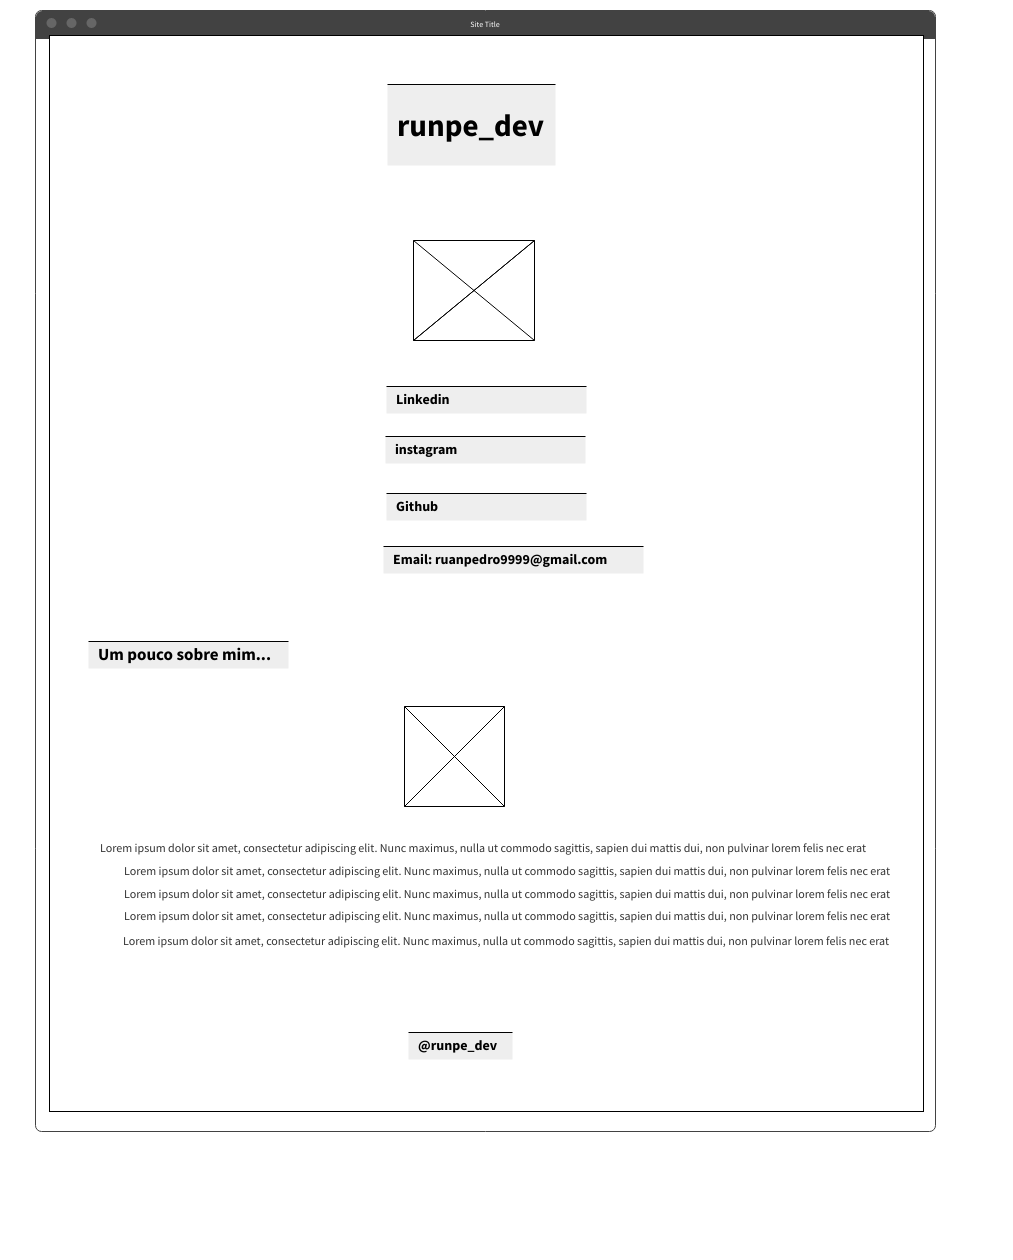 Site Title
runpe_dev
Linkedin
instagram
Github
Email: ruanpedro9999@gmail.com
Um pouco sobre mim...
Lorem ipsum dolor sit amet, consectetur adipiscing elit. Nunc maximus, nulla ut commodo sagittis, sapien dui mattis dui, non pulvinar lorem felis nec erat
Lorem ipsum dolor sit amet, consectetur adipiscing elit. Nunc maximus, nulla ut commodo sagittis, sapien dui mattis dui, non pulvinar lorem felis nec erat
Lorem ipsum dolor sit amet, consectetur adipiscing elit. Nunc maximus, nulla ut commodo sagittis, sapien dui mattis dui, non pulvinar lorem felis nec erat
Lorem ipsum dolor sit amet, consectetur adipiscing elit. Nunc maximus, nulla ut commodo sagittis, sapien dui mattis dui, non pulvinar lorem felis nec erat
Lorem ipsum dolor sit amet, consectetur adipiscing elit. Nunc maximus, nulla ut commodo sagittis, sapien dui mattis dui, non pulvinar lorem felis nec erat
@runpe_dev